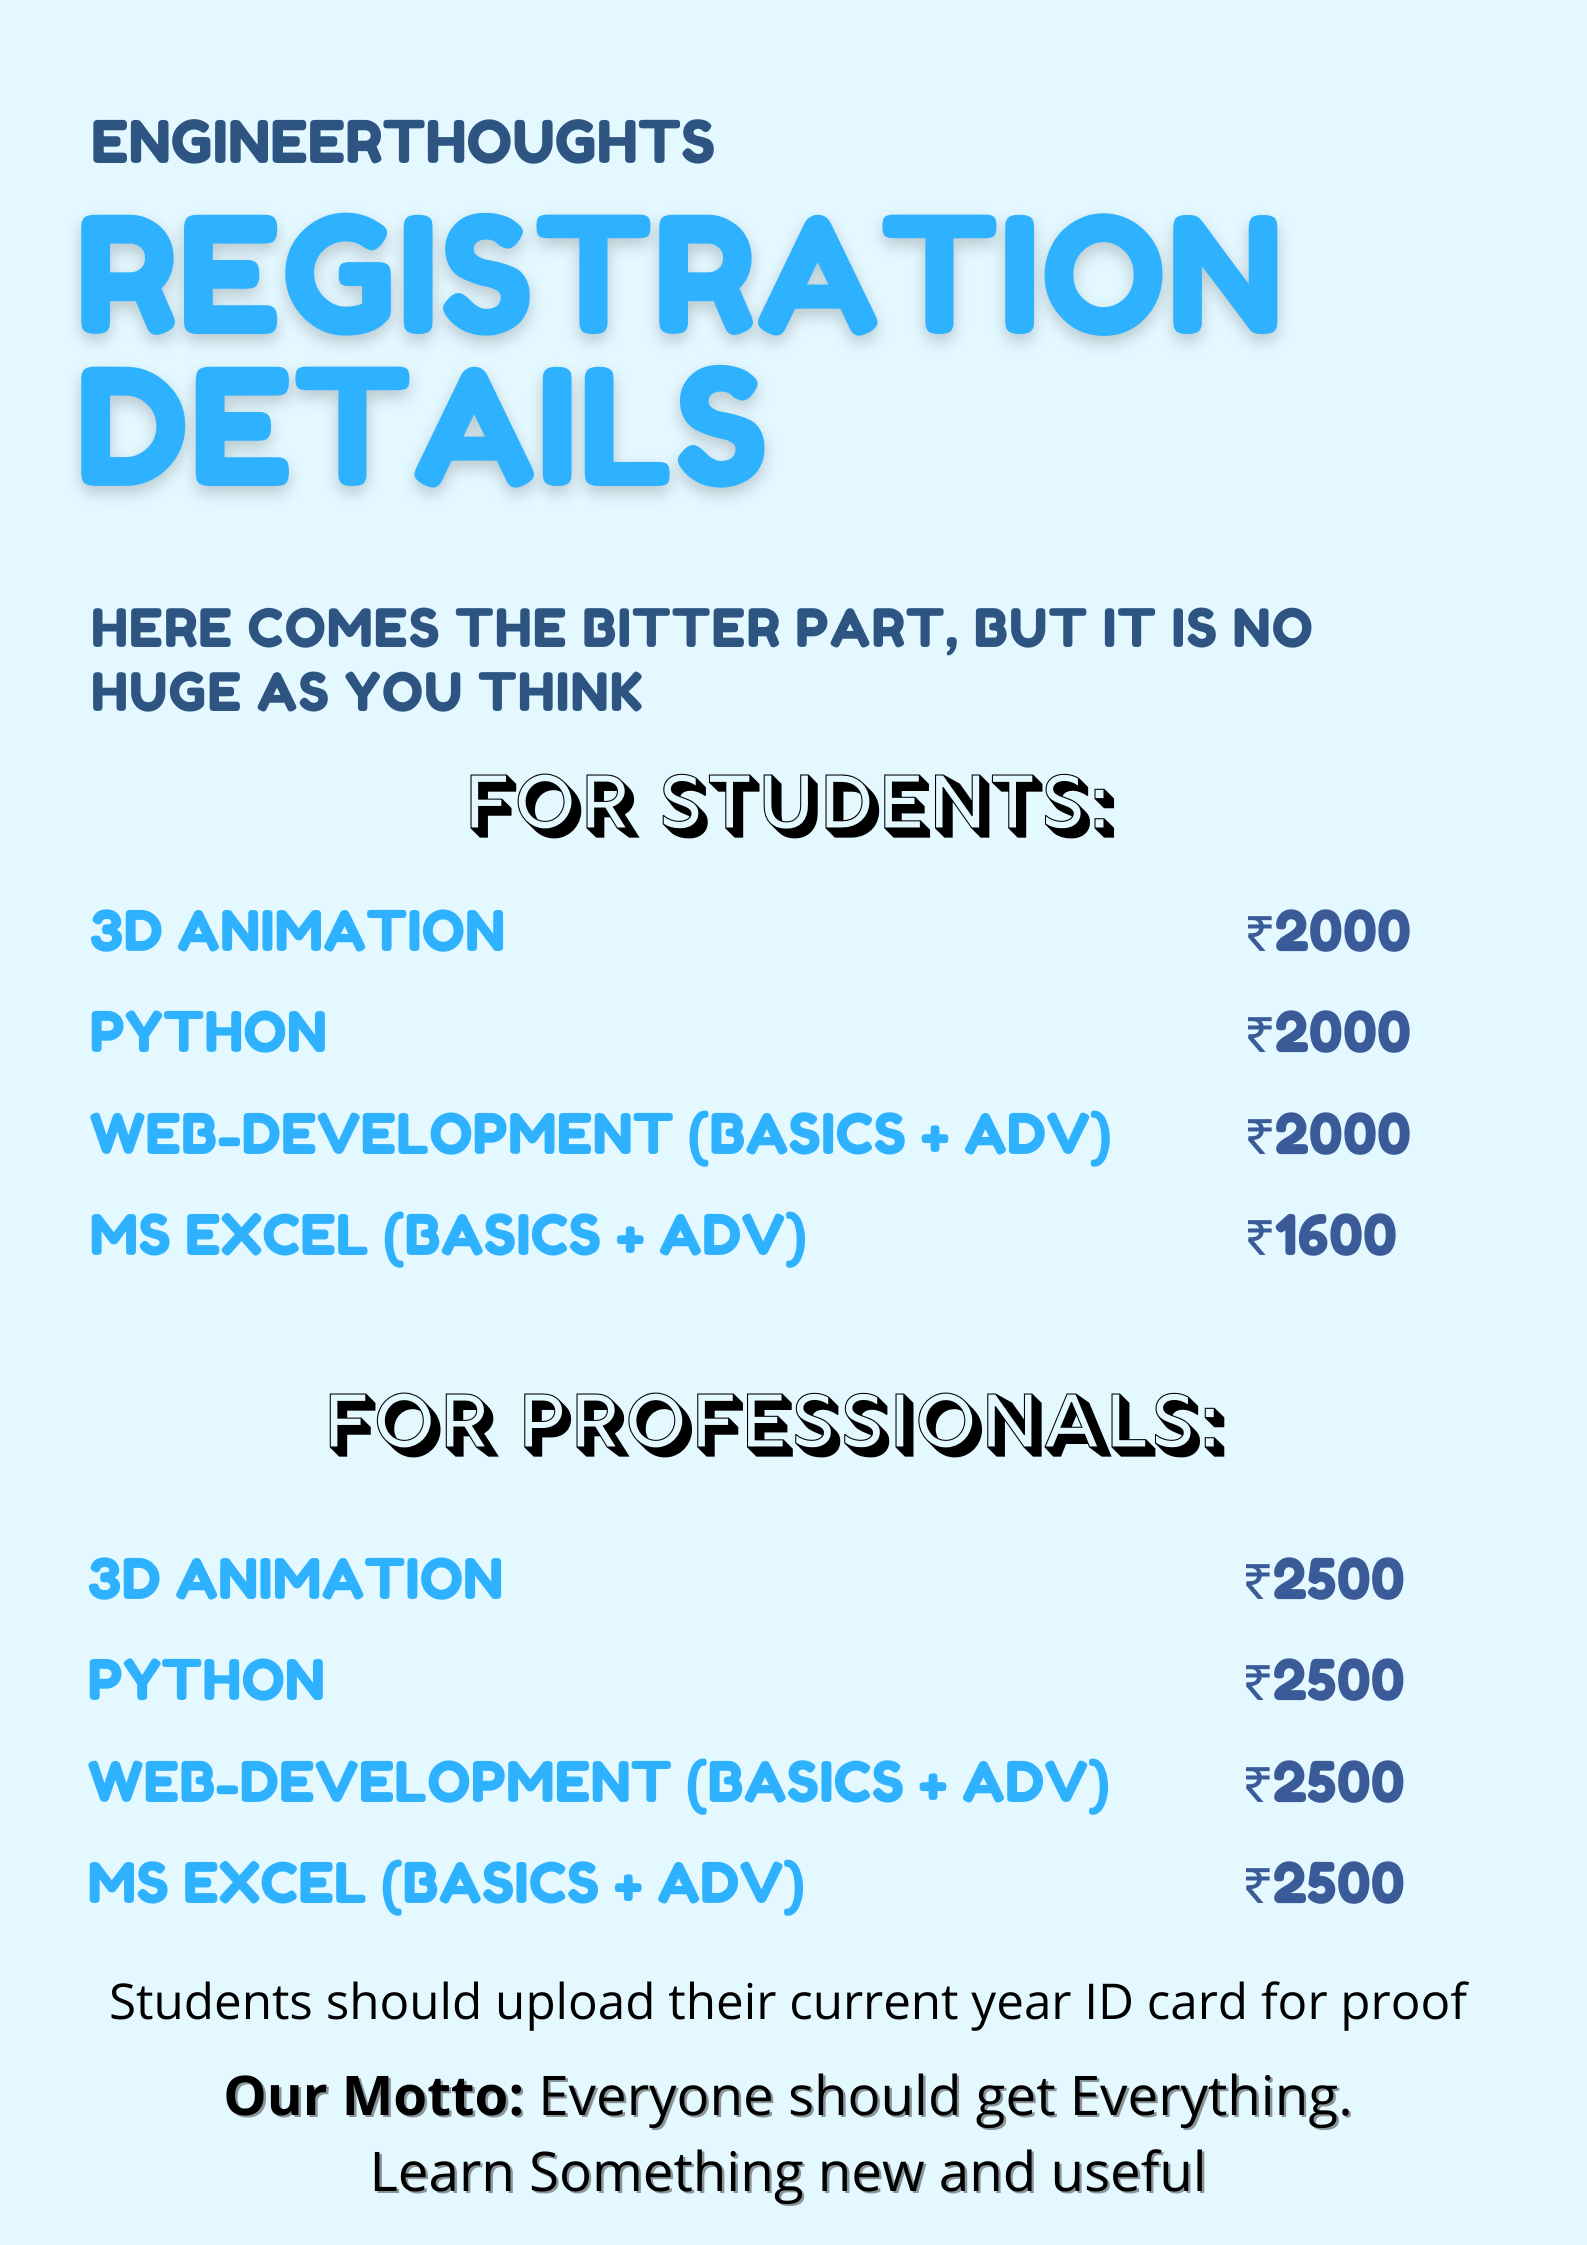 ENGINEERTHOUGHTS
REGISTRATION
DETAILS
HERE COMES THE BITTER PART, BUT IT IS NO
HUGE AS YOU THINK
FOR STUDENTS:
3D ANIMATION ₹2000
PYTHON ₹2000
WEB-DEVELOPMENT (BASICS + ADV) ₹2000
MS EXCEL (BASICS + ADV) ₹1600
FOR PROFESSIONALS:
3D ANIMATION ₹2500
PYTHON ₹2500
WEB-DEVELOPMENT (BASICS + ADV) ₹2500
MS EXCEL (BASICS + ADV) ₹2500
Students should upload their current year ID card for proof
Our Motto: Everyone should get Everything.
Learn Something new and useful